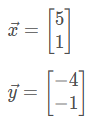 x⃗ = [5
1]
y⃗ = [−4
−1]